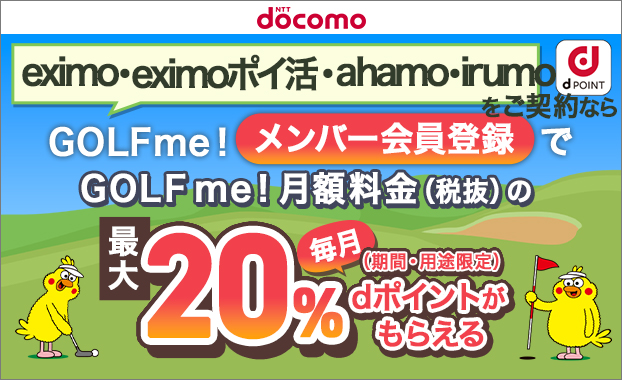 NTT
docomo
eximo・eximoポイ活・ahamo・irumo
d POINT
をご契約なら
GOLFme！メンバー会員登録で
GOLFme！月額料金（税抜）の
最大20%
毎月
（期間・用途限定）
dポイントが
もらえる